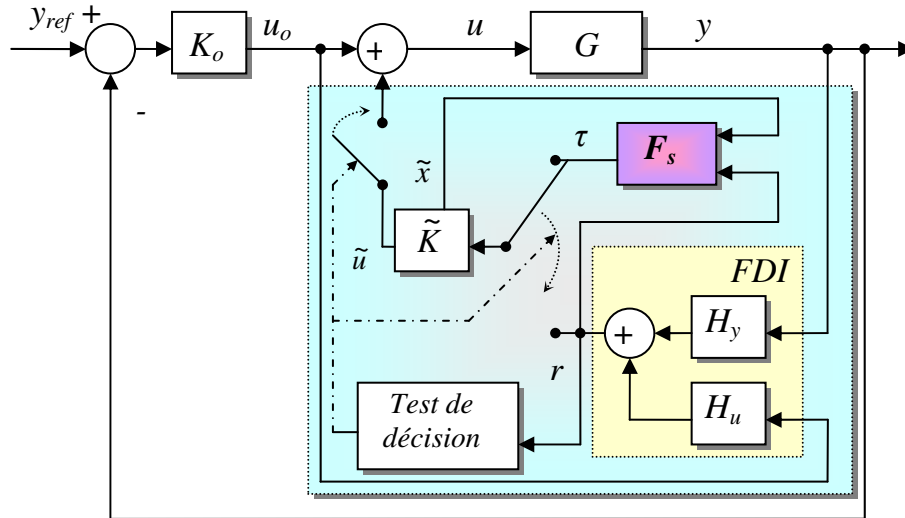 y_ref +
-
K_o
u_o
+
u
G
y
τ
F_s
x̃
K̃
ũ
FDI
+
H_y
r
H_u
Test de
décision